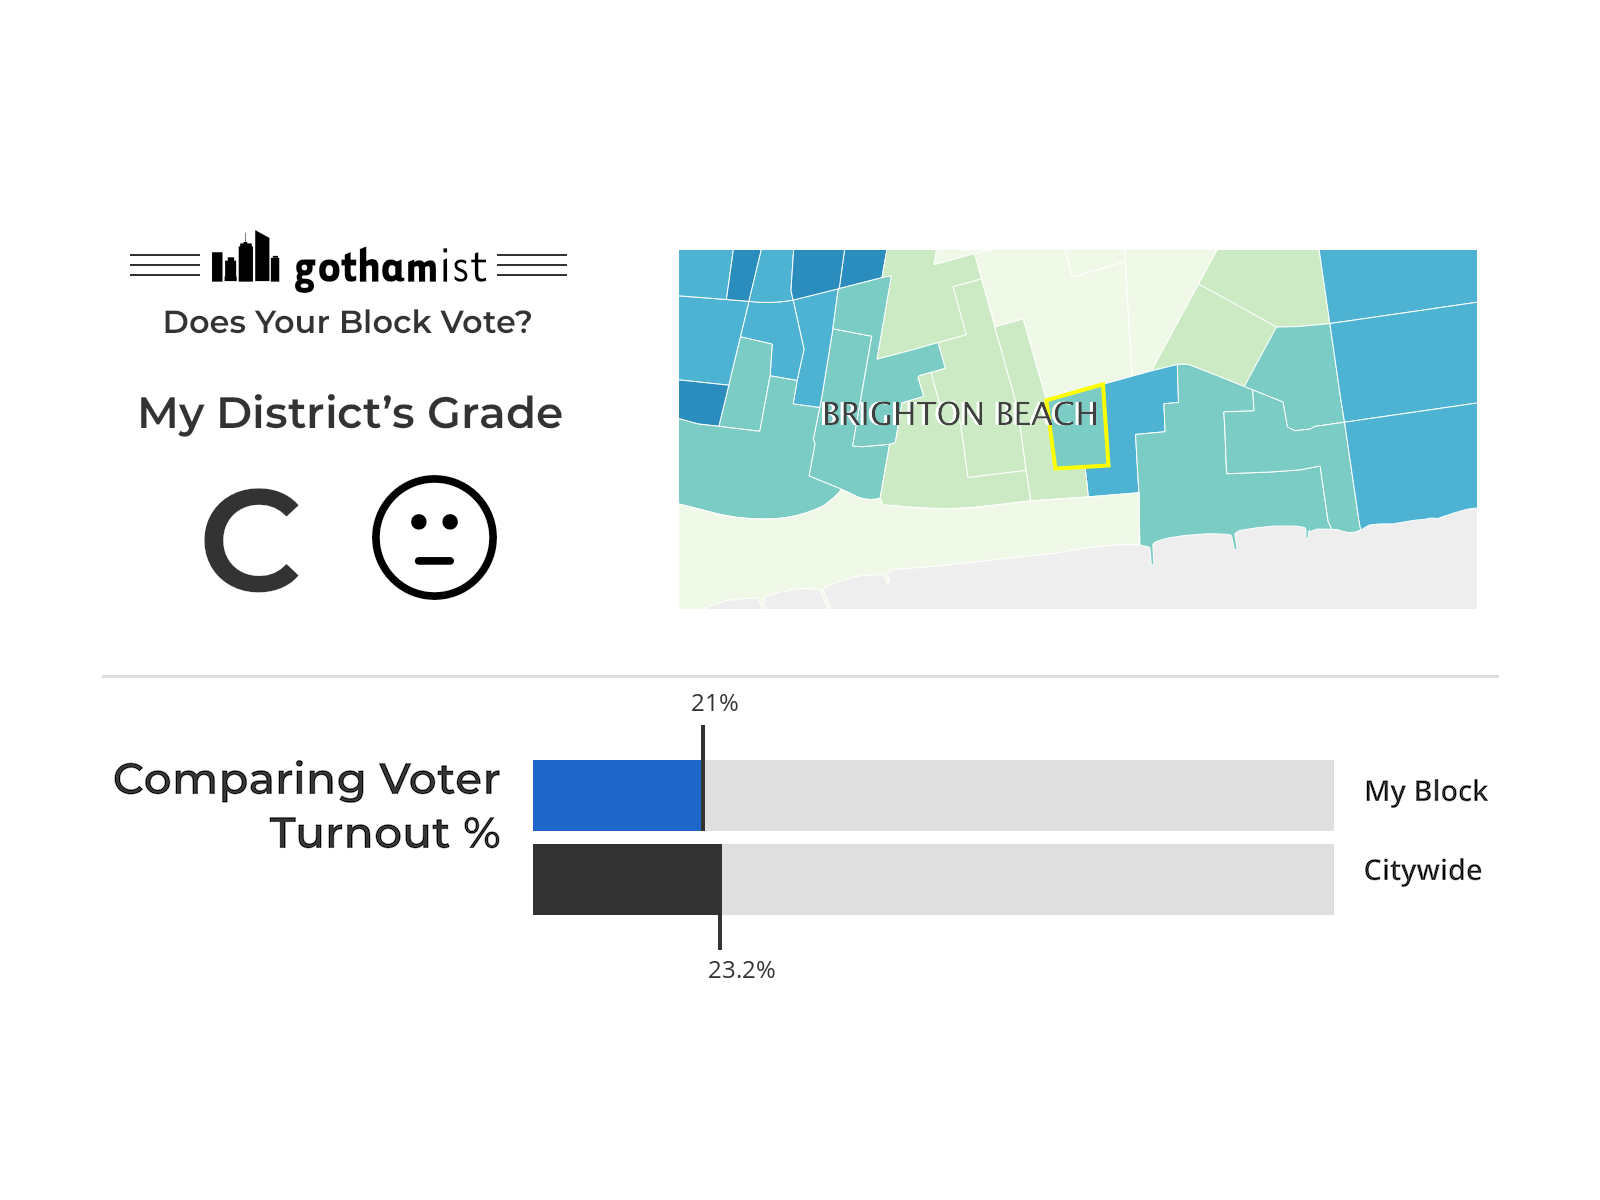 gothamist
Does Your Block Vote?
My District’s Grade
C
BRIGHTON BEACH
21%
Comparing Voter
Turnout %
My Block
Citywide
23.2%